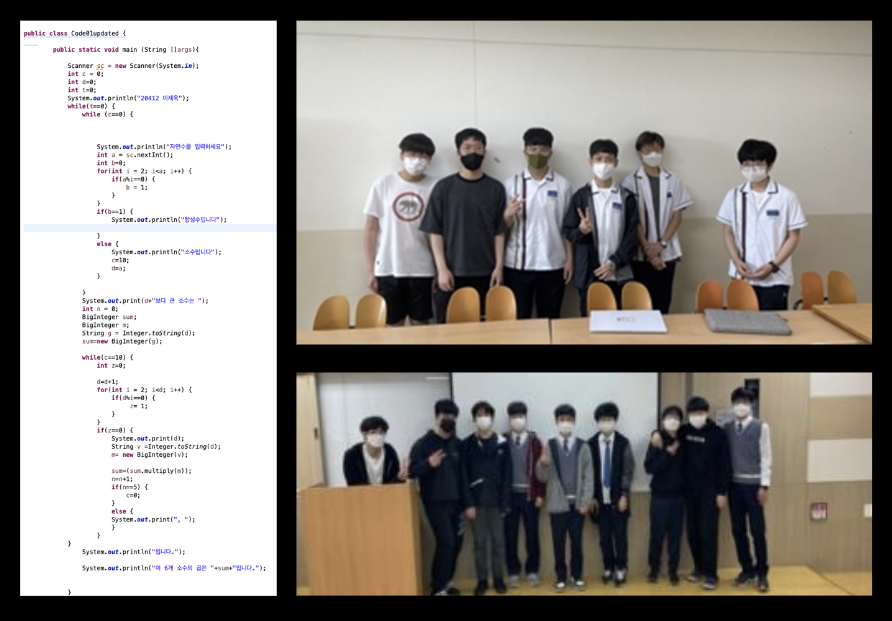 public class Code01updated {
public static void main (String []args){
Scanner sc = new Scanner(System.in);
int c = 0;
int d=0;
int t=0;
System.out.println("20412 이재욱");
while(t==0) {
while (c==0) {
System.out.println("자연수를 입력하세요");
int a = sc.nextInt();
int b=0;
for(int i = 2; i<a; i++) {
if(a%i==0) {
b = 1;
}
}
if(b==1) {
System.out.println("합성수입니다");
}
else {
System.out.println("소수입니다");
c=10;
d=a;
}
}
System.out.print(d+"보다 큰 소수는 ");
int n = 0;
BigInteger sum;
BigInteger m;
String g = Integer.toString(d);
sum=new BigInteger(g);
while(c==10) {
int z=0;
d=d+1;
for(int i = 2; i<d; i++) {
if(d%i==0) {
z= 1;
}
}
if(z==0) {
System.out.print(d);
String v =Integer.toString(d);
m= new BigInteger(v);
sum=(sum.multiply(m));
n=n+1;
if(n==5) {
c=0;
}
else {
System.out.print(", ");
}
}
}
System.out.println("입니다.");
System.out.println("이 6개 소수의 곱은 "+sum+"입니다.");
}